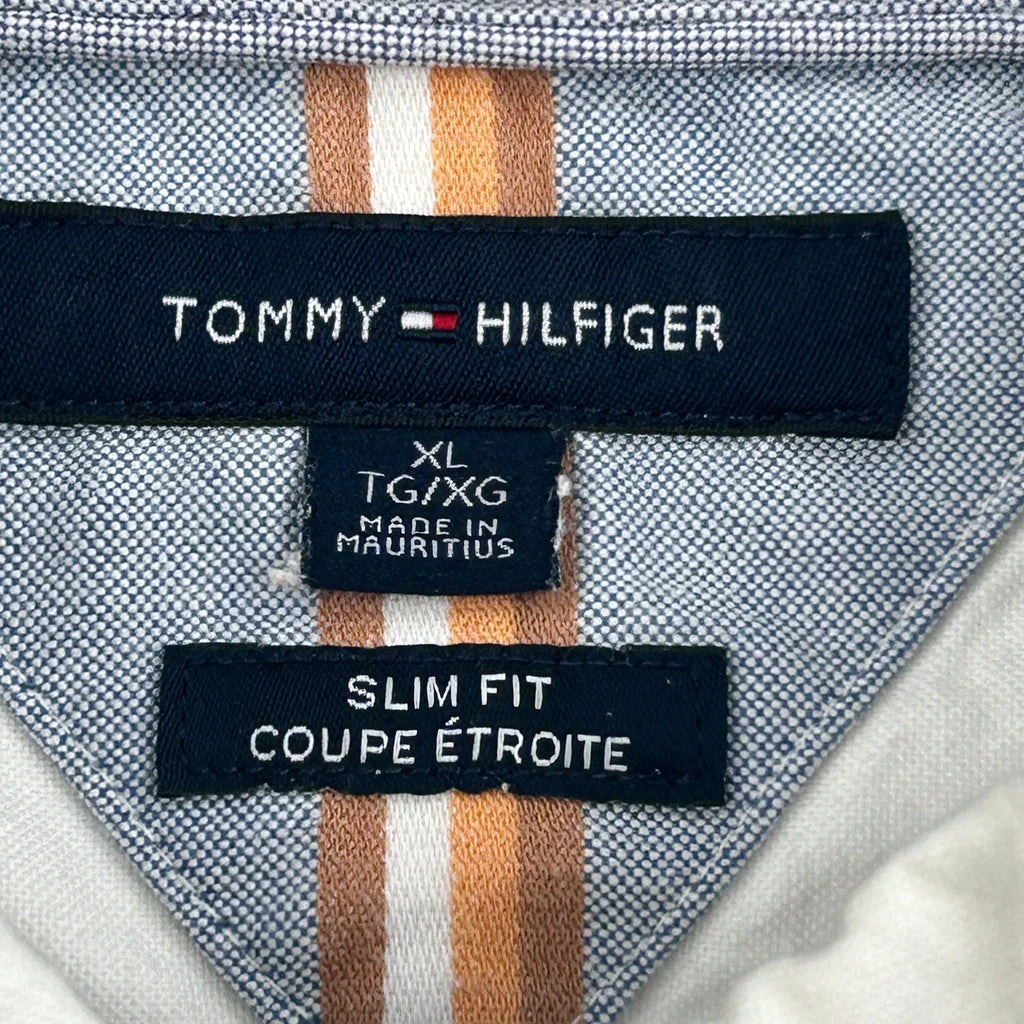 TOMMY HILFIGER
XL
TG/XG
MADE IN
MAURITIUS
SLIM FIT
COUPE ÉTROITE